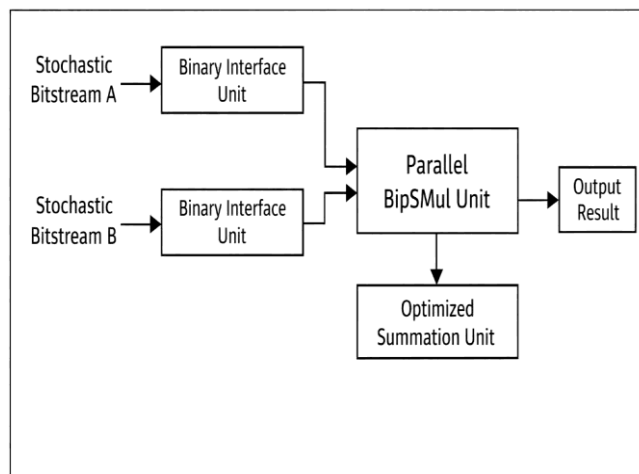 Stochastic
Bitstream A
Binary Interface
Unit
Stochastic
Bitstream B
Binary Interface
Unit
Parallel
BipSMul Unit
Output
Result
Optimized
Summation Unit